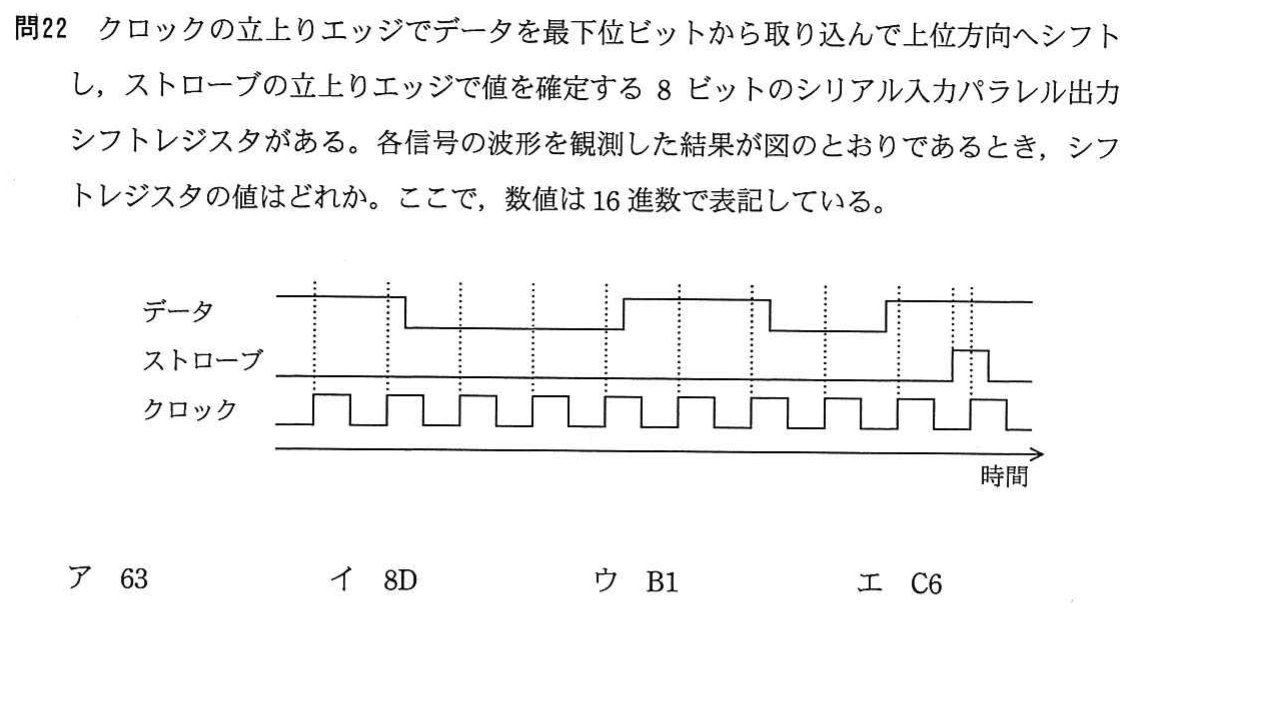 問22 クロックの立上りエッジでデータを最下位ビットから取り込んで上位方向へシフト
し，ストローブの立上りエッジで値を確定する 8 ビットのシリアル入力パラレル出力
シフトレジスタがある。各信号の波形を観測した結果が図のとおりであるとき，シフ
トレジスタの値はどれか。ここで，数値は 16 進数で表記している。
データ
ストローブ
クロック
時間
ア 63 イ 8D ウ B1 エ C6